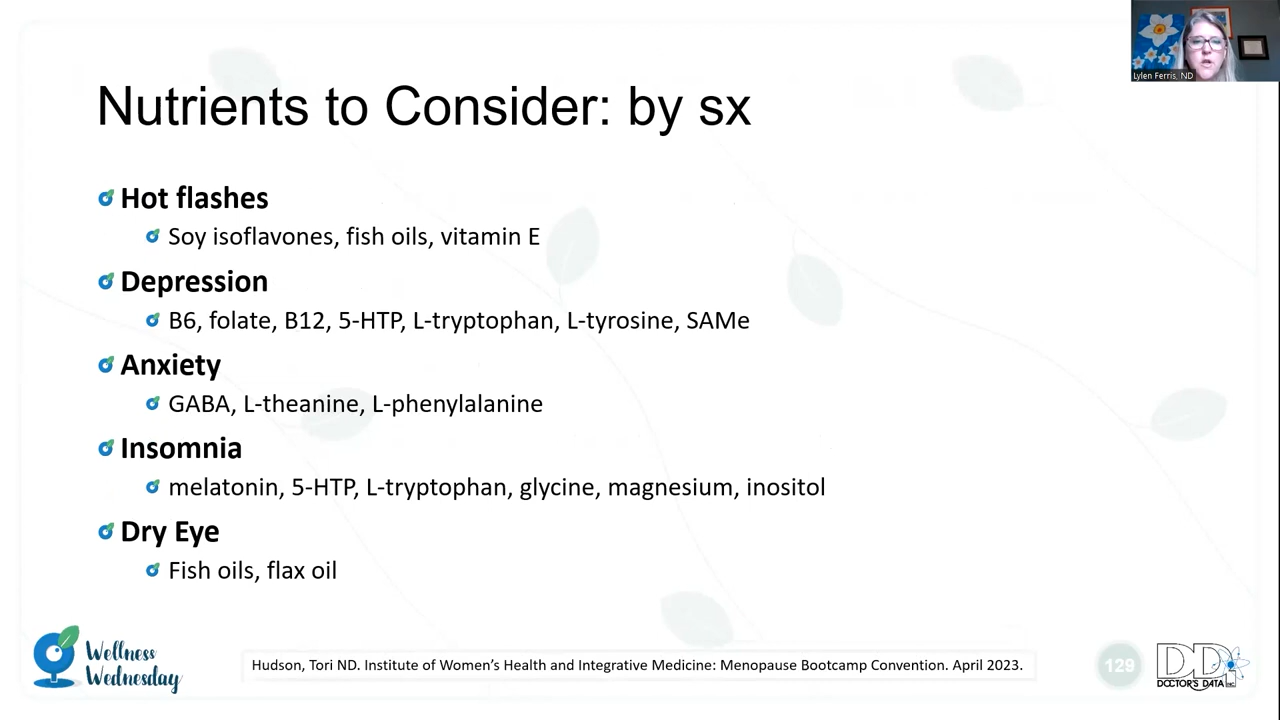 Lylen Ferris, ND
Nutrients to Consider: by sx
Hot flashes
Soy isoflavones, fish oils, vitamin E
Depression
B6, folate, B12, 5-HTP, L-tryptophan, L-tyrosine, SAMe
Anxiety
GABA, L-theanine, L-phenylalanine
Insomnia
melatonin, 5-HTP, L-tryptophan, glycine, magnesium, inositol
Dry Eye
Fish oils, flax oil
Wellness
Wednesday
Hudson, Tori ND. Institute of Women’s Health and Integrative Medicine: Menopause Bootcamp Convention. April 2023.
129
DDI
DOCTOR'S DATA INC.